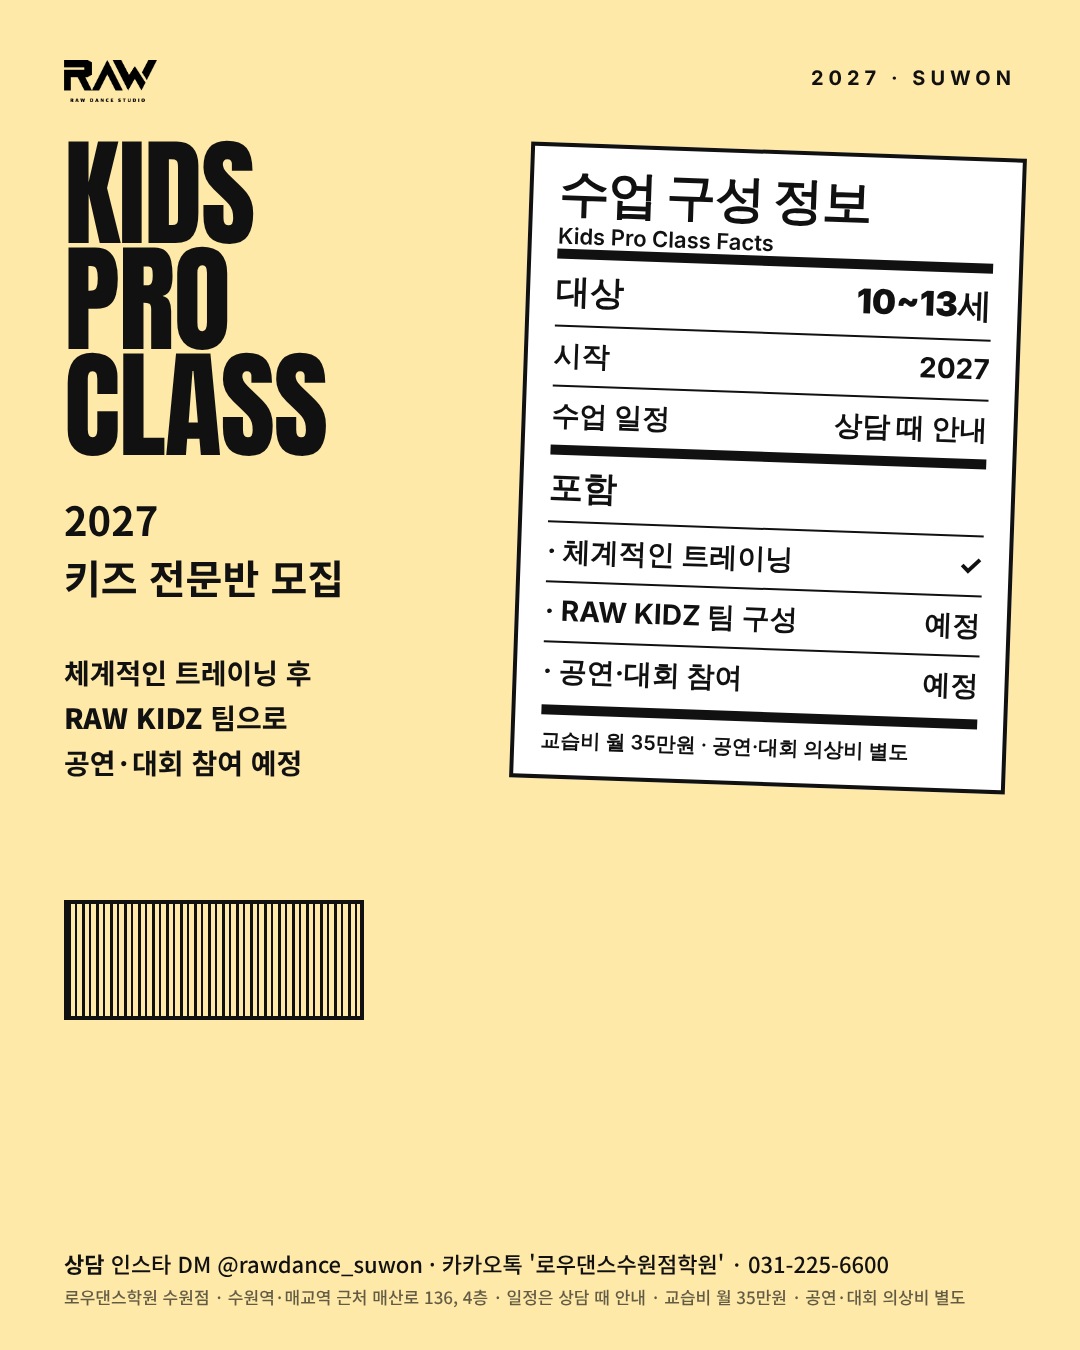 RAW
RAW DANCE STUDIO
2027 · SUWON
KIDS
PRO
CLASS
2027
키즈 전문반 모집
체계적인 트레이닝 후
RAW KIDZ 팀으로
공연·대회 참여 예정
수업 구성 정보
Kids Pro Class Facts
대상 10~13세
시작 2027
수업 일정 상담 때 안내
포함
· 체계적인 트레이닝 ✓
· RAW KIDZ 팀 구성 예정
· 공연·대회 참여 예정
교습비 월 35만원 · 공연·대회 의상비 별도
상담 인스타 DM @rawdance_suwon · 카카오톡 '로우댄스수원점학원' · 031-225-6600
로우댄스학원 수원점 · 수원역·매교역 근처 매산로 136, 4층 · 일정은 상담 때 안내 · 교습비 월 35만원 · 공연·대회 의상비 별도